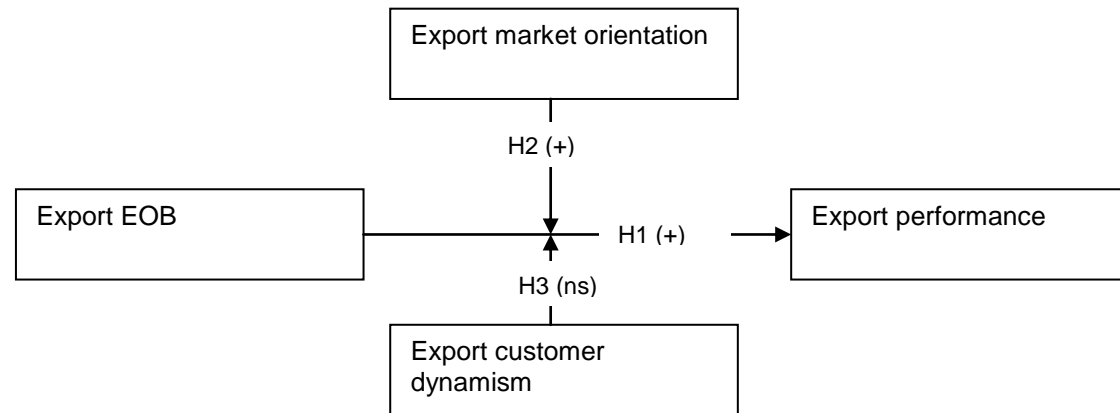 Export market orientation
H2 (+)
Export EOB
H1 (+)
Export performance
H3 (ns)
Export customer
dynamism